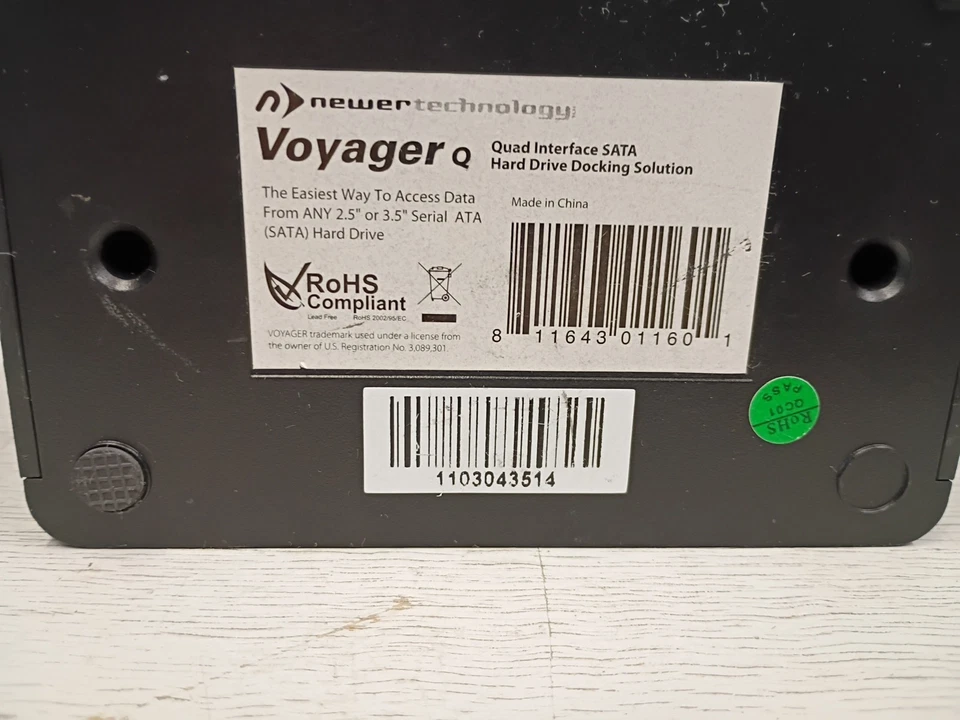 newertechnology
Voyager Q
Quad Interface SATA
Hard Drive Docking Solution
The Easiest Way To Access Data
From ANY 2.5" or 3.5" Serial ATA
(SATA) Hard Drive
Made in China
RoHS
Compliant
Lead Free RoHS 2002/95/EC
VOYAGER trademark used under a license from
the owner of U.S. Registration No. 3,089,301.
8 11643 01160 1
1103043514
RoHS
QC01
PASS